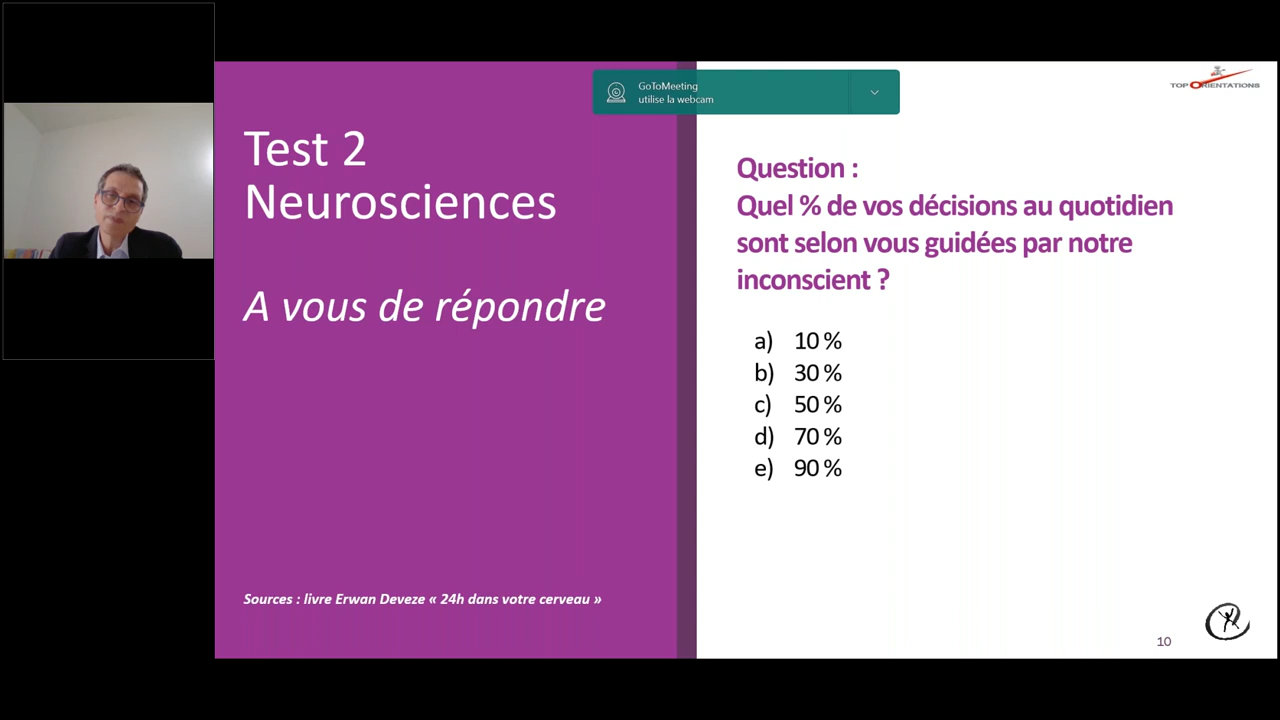 GoToMeeting
utilise la webcam
TOP ORIENTATIONS
Test 2
Neurosciences
A vous de répondre
Sources : livre Erwan Deveze « 24h dans votre cerveau »
Question :
Quel % de vos décisions au quotidien
sont selon vous guidées par notre
inconscient ?
a) 10 %
b) 30 %
c) 50 %
d) 70 %
e) 90 %
10